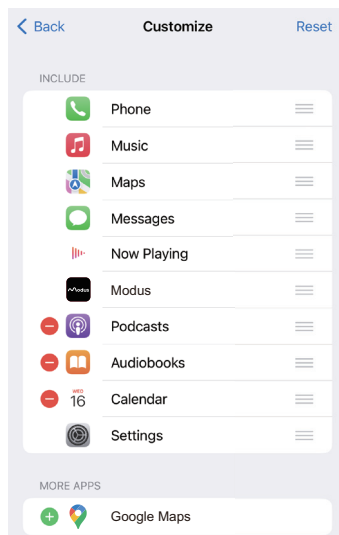 Back Customize Reset
INCLUDE
Phone
Music
Maps
Messages
Now Playing
Modus Modus
Podcasts
Audiobooks
WED
16 Calendar
Settings
MORE APPS
Google Maps